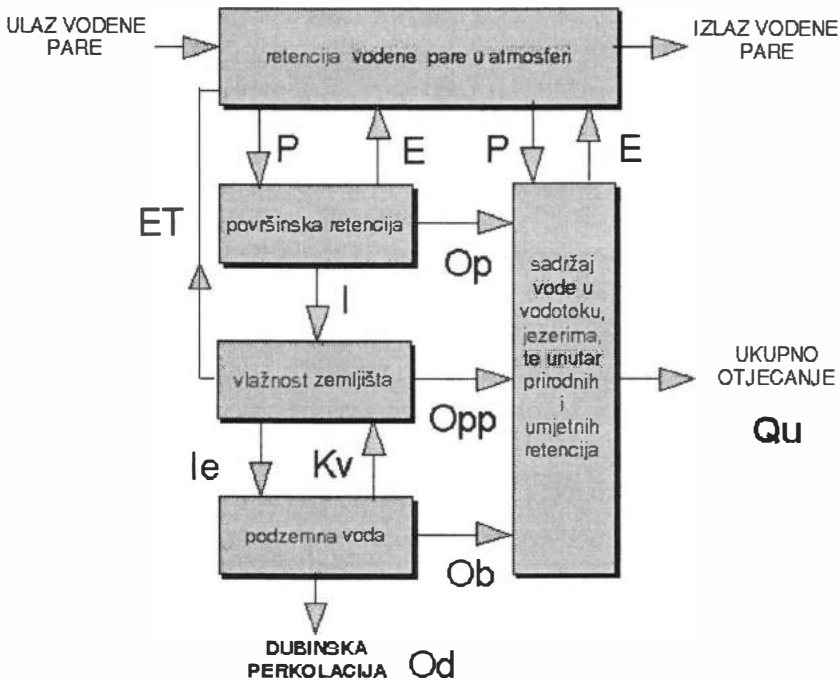 ULAZ VODENE
PARE
retencija vodene pare u atmosferi
IZLAZ VODENE
PARE
P
E
P
E
ET
površinska retencija
Op
I
sadržaj
vode u
vodotoku,
jezerima,
te unutar
prirodnih
i
umjetnih
retencija
vlažnost zemljišta
Opp
UKUPNO
OTJECANJE
Qu
Ie
Kv
podzemna voda
Ob
DUBINSKA
PERKOLACIJA Od